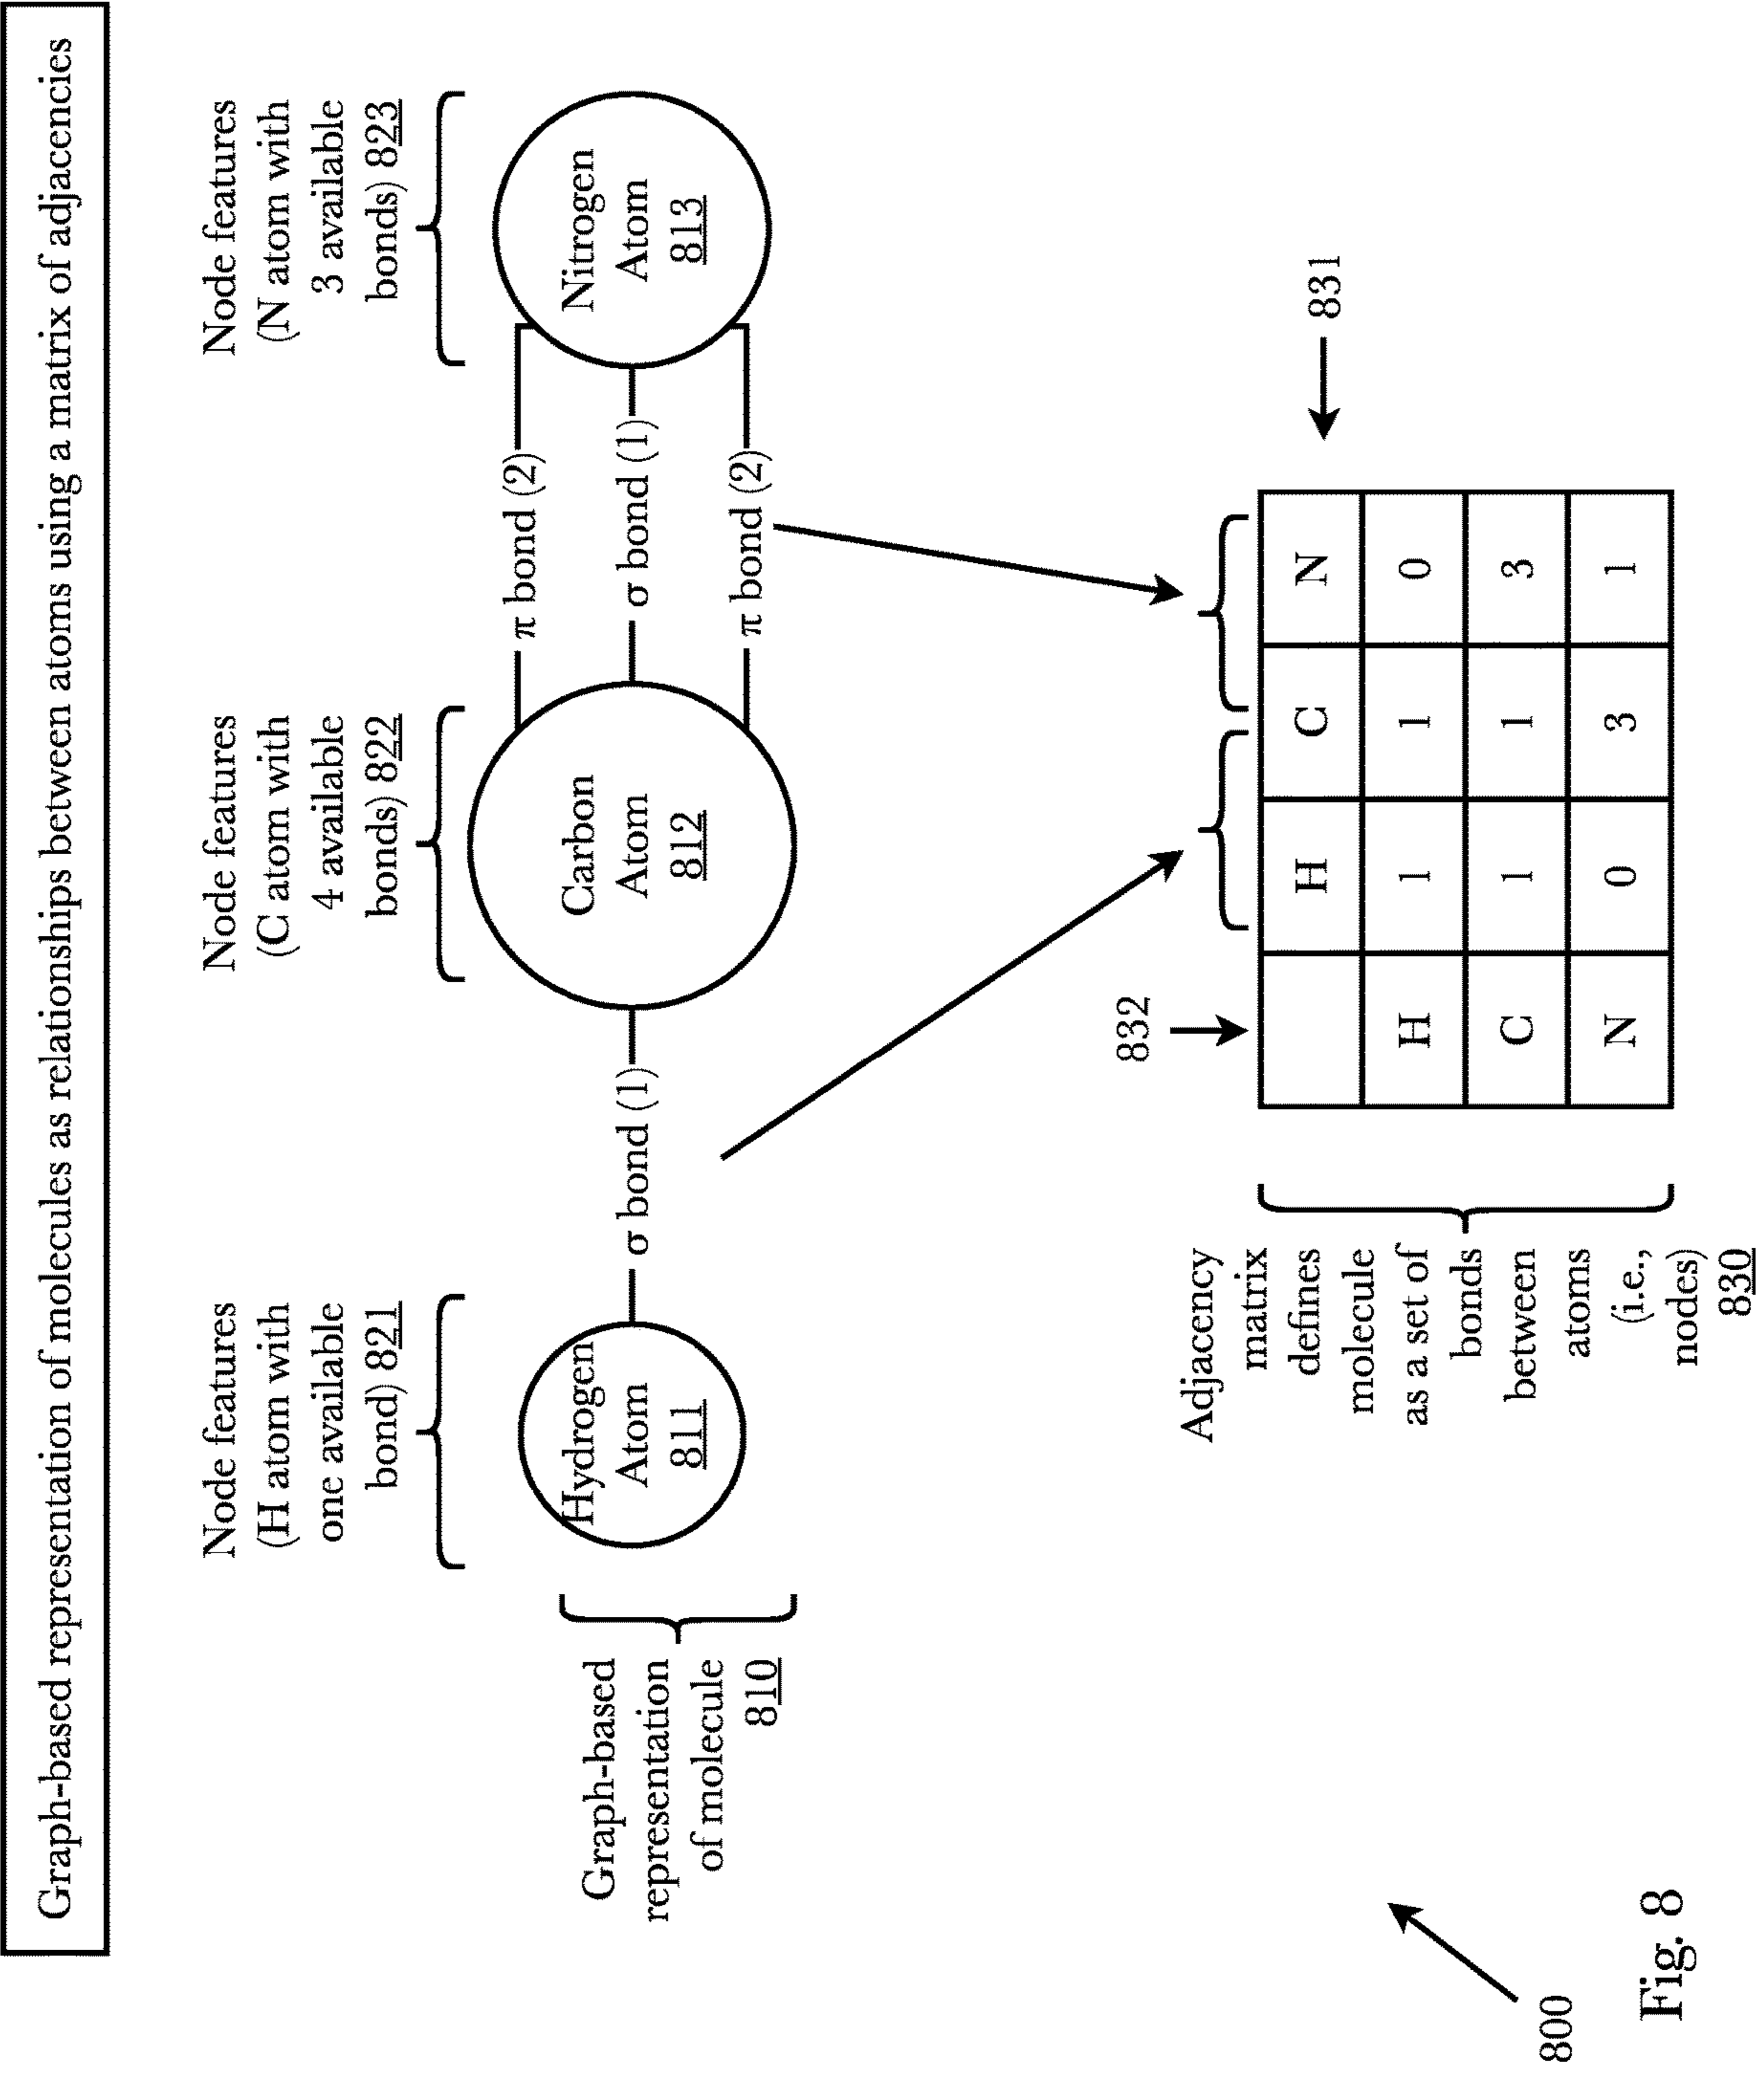 Graph-based representation of molecules as relationships between atoms using a matrix of adjacencies
Node features
(H atom with
one available
bond) 821
Node features
(C atom with
4 available
bonds) 822
Node features
(N atom with
3 available
bonds) 823
Graph-based
representation
of molecule
810
Hydrogen
Atom
811
σ bond (1)
Carbon
Atom
812
π bond (2)
σ bond (1)
π bond (2)
Nitrogen
Atom
813
832
831
Adjacency
matrix
defines
molecule
as a set of
bonds
between
atoms
(i.e.,
nodes)
830
H C N
H 1 1 0
C 1 1 3
N 0 3 1
800
Fig. 8